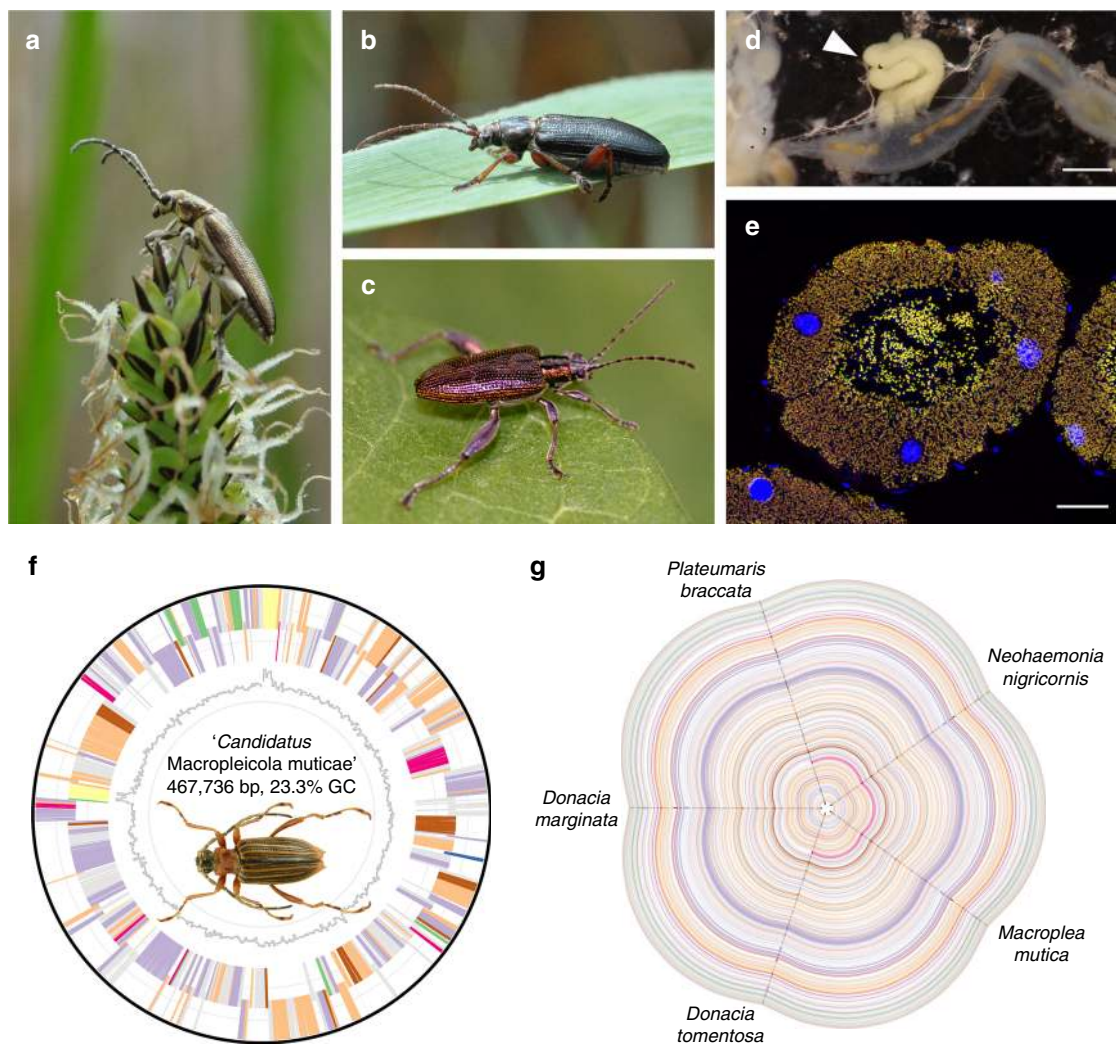 a
b
c
d
e
f
'Candidatus
Macropleicola muticae'
467,736 bp, 23.3% GC
g
Plateumaris
braccata
Neohaemonia
nigricornis
Donacia
marginata
Macroplea
mutica
Donacia
tomentosa